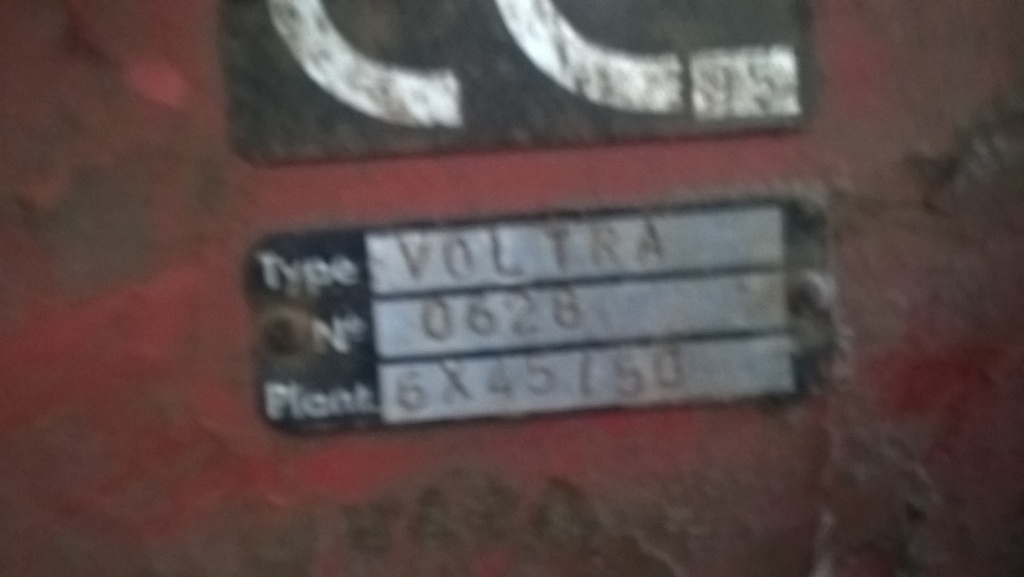 Type VOLTRA
N° 0628
Plant. 6X45/50